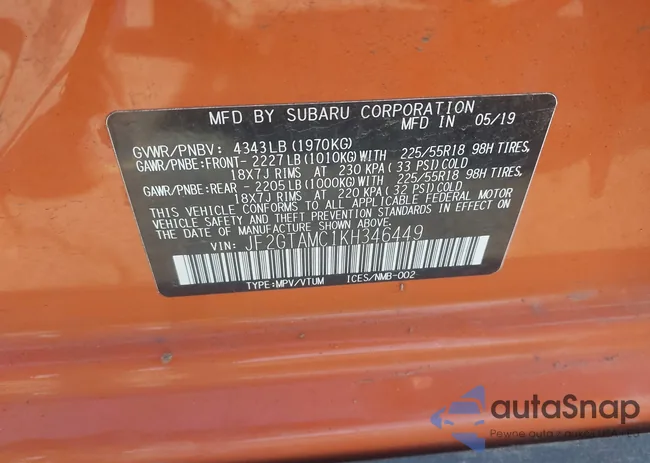 MFD BY SUBARU CORPORATION
MFD IN 05/19
GVWR/PNBV: 4343LB (1970KG)
GAWR/PNBE:FRONT- 2227LB(1010KG)WITH 225/55R18 98H TIRES,
18X7J RIMS AT 230 KPA( 33 PSI)COLD
GAWR/PNBE:REAR - 2205LB(1000KG)WITH 225/55R18 98H TIRES,
18X7J RIMS AT 220 KPA( 32 PSI)COLD
THIS VEHICLE CONFORMS TO ALL APPLICABLE FEDERAL MOTOR
VEHICLE SAFETY STANDARDS IN EFFECT ON THE DATE
OF MANUFACTURE SHOWN ABOVE.
VIN: JF2GTAMC1KH346449
TYPE:MPV/VTUM ICES/NMB-002
autaSnap
Pewne auto z